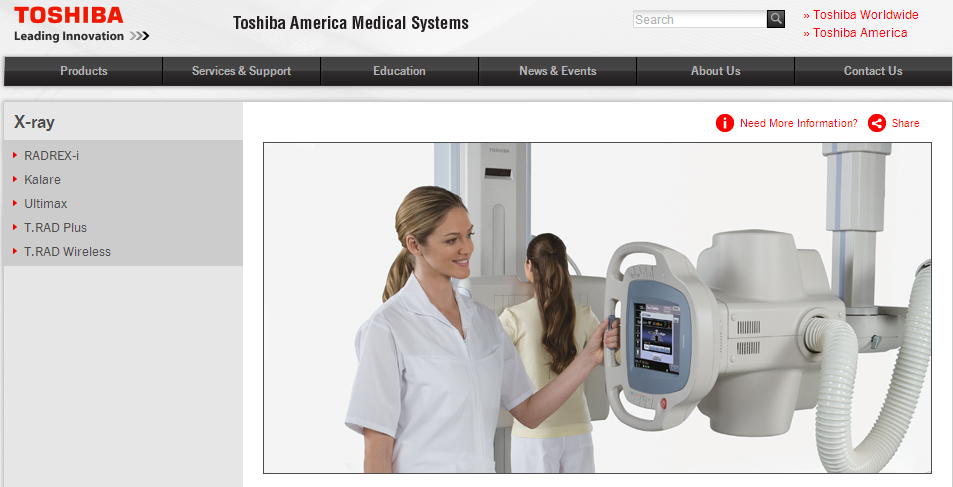 TOSHIBA
Leading Innovation >>>
Toshiba America Medical Systems
Search
» Toshiba Worldwide
» Toshiba America
Products
Services & Support
Education
News & Events
About Us
Contact Us
X-ray
RADREX-i
Kalare
Ultimax
T.RAD Plus
T.RAD Wireless
Need More Information?
Share
TOSHIBA